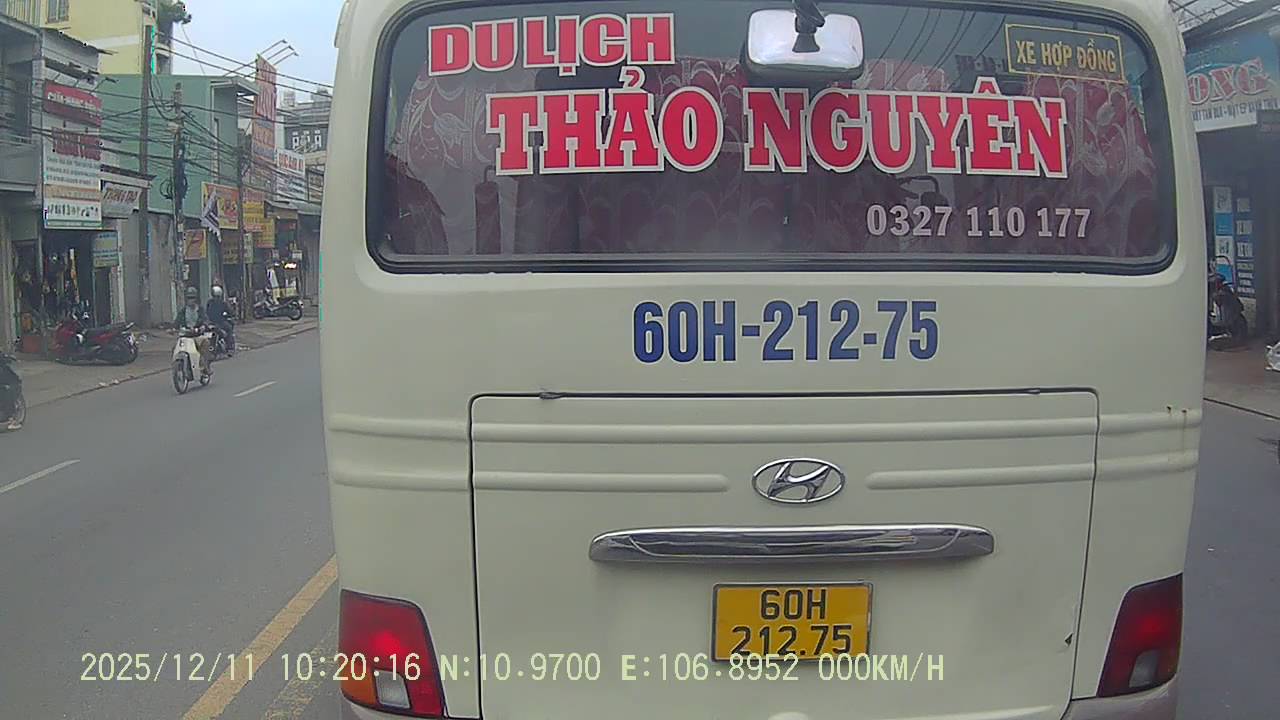 DU LỊCH
XE HỢP ĐỒNG
THẢO NGUYÊN
0327 110 177
60H-212-75
60H
212.75
2025/12/11 10:20:16 N:10.9700 E:106.8952 000KM/H